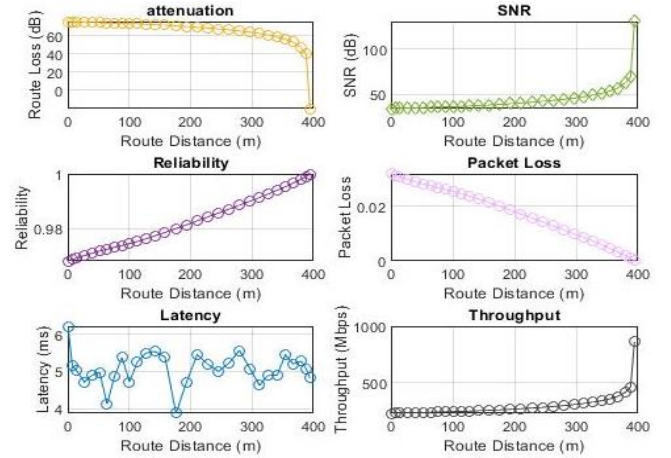 attenuation
Route Loss (dB)
60
40
20
0
0 100 200 300 400
Route Distance (m)
SNR
SNR (dB)
100
50
0 100 200 300 400
Route Distance (m)
Reliability
Reliability
1
0.98
0 100 200 300 400
Route Distance (m)
Packet Loss
Packet Loss
0.02
0
0 100 200 300 400
Route Distance (m)
Latency
Latency (ms)
6
5
4
0 100 200 300 400
Route Distance (m)
Throughput
Throughput (Mbps)
1000
500
0 100 200 300 400
Route Distance (m)